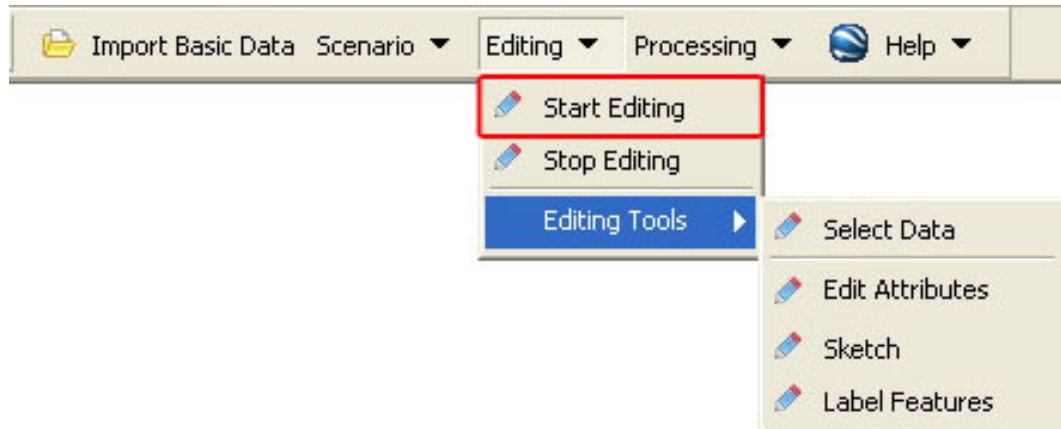 Import Basic Data Scenario Editing Processing Help
Start Editing
Stop Editing
Editing Tools
Select Data
Edit Attributes
Sketch
Label Features